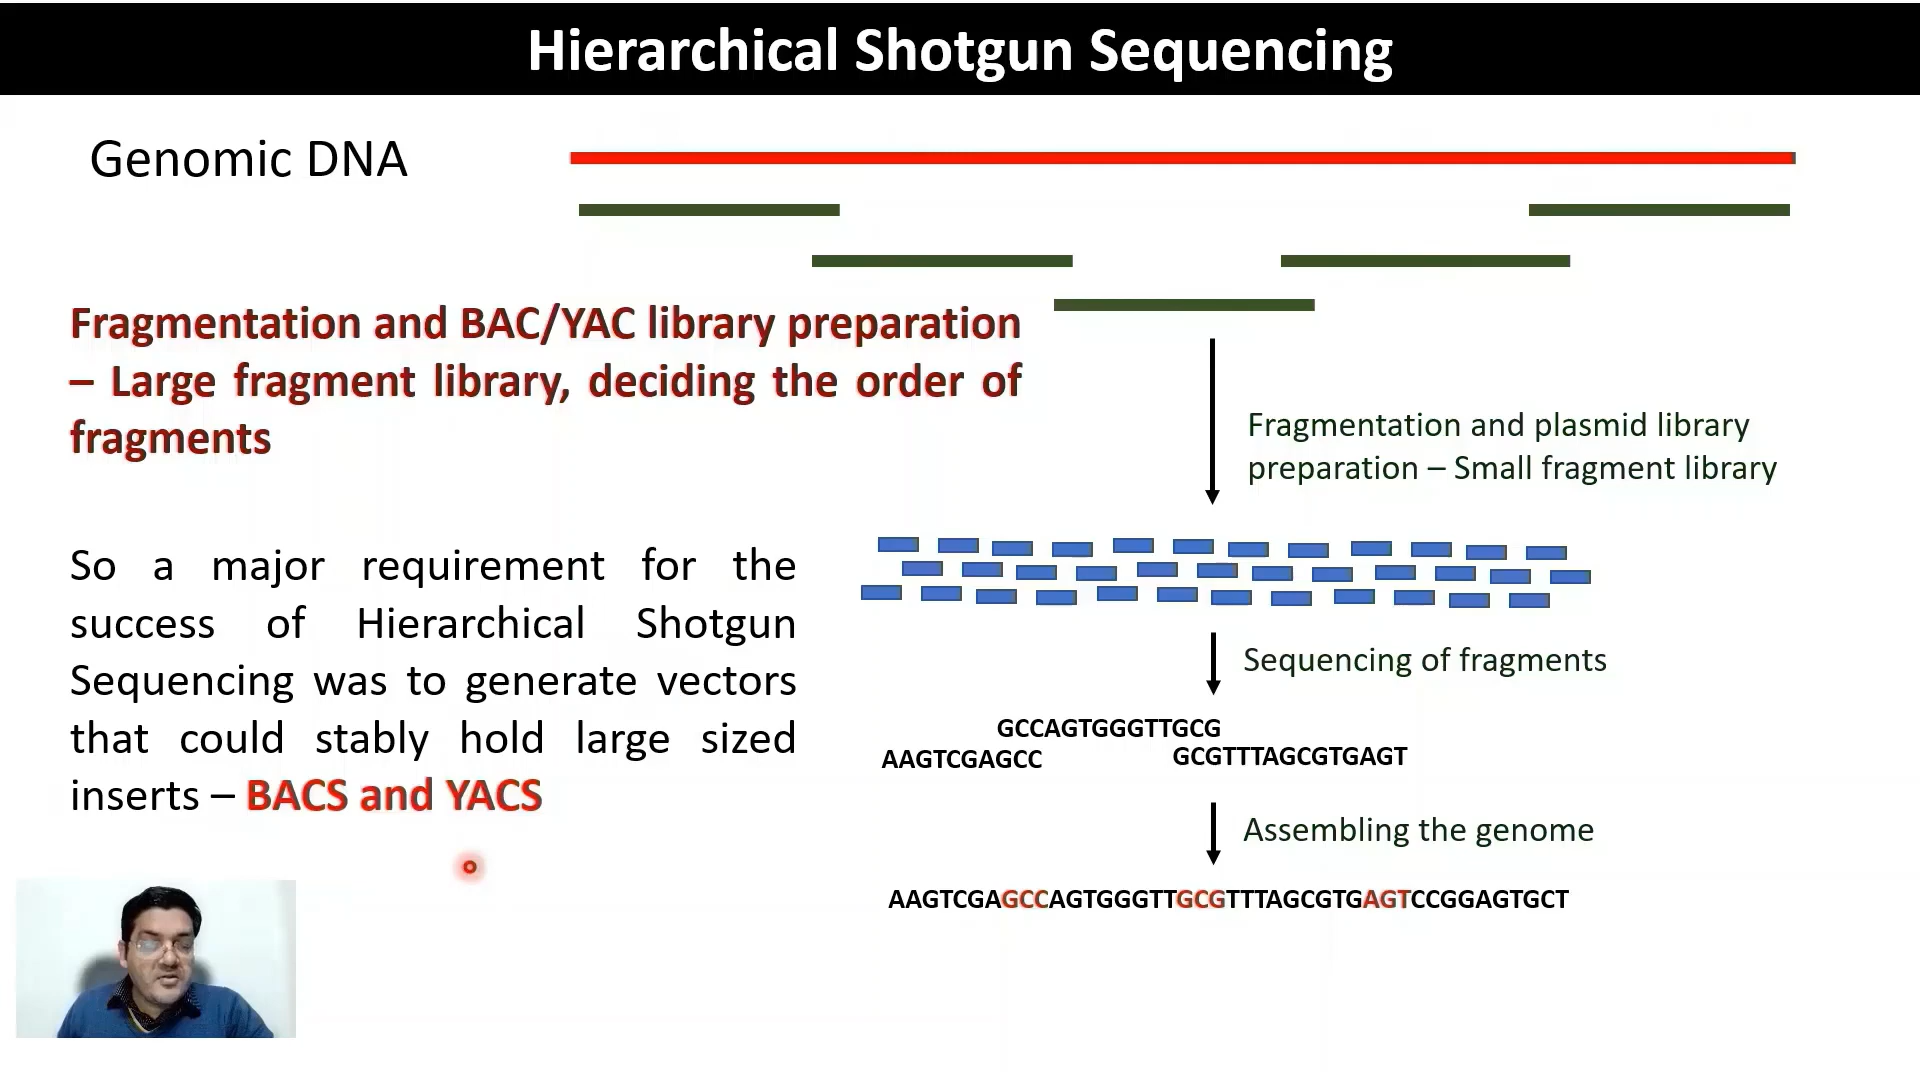 Hierarchical Shotgun Sequencing
Genomic DNA
Fragmentation and BAC/YAC library preparation
– Large fragment library, deciding the order of
fragments
Fragmentation and plasmid library
preparation – Small fragment library
So a major requirement for the
success of Hierarchical Shotgun
Sequencing was to generate vectors
that could stably hold large sized
inserts – BACS and YACS
Sequencing of fragments
GCCAGTGGGTTGCG
AAGTCGAGCC
GCGTTTAGCGTGAGT
Assembling the genome
AAGTCGAGCCAGTGGGTTGCGTTTAGCGTGAGTCCGGAGTGCT